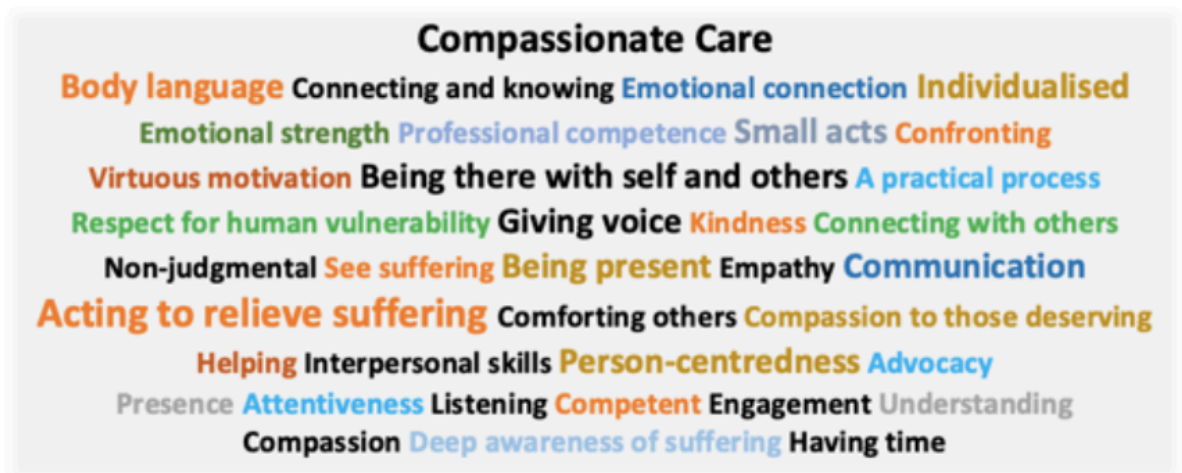 Compassionate Care
Body language Connecting and knowing Emotional connection Individualised
Emotional strength Professional competence Small acts Confronting
Virtuous motivation Being there with self and others A practical process
Respect for human vulnerability Giving voice Kindness Connecting with others
Non-judgmental See suffering Being present Empathy Communication
Acting to relieve suffering Comforting others Compassion to those deserving
Helping Interpersonal skills Person-centredness Advocacy
Presence Attentiveness Listening Competent Engagement Understanding
Compassion Deep awareness of suffering Having time